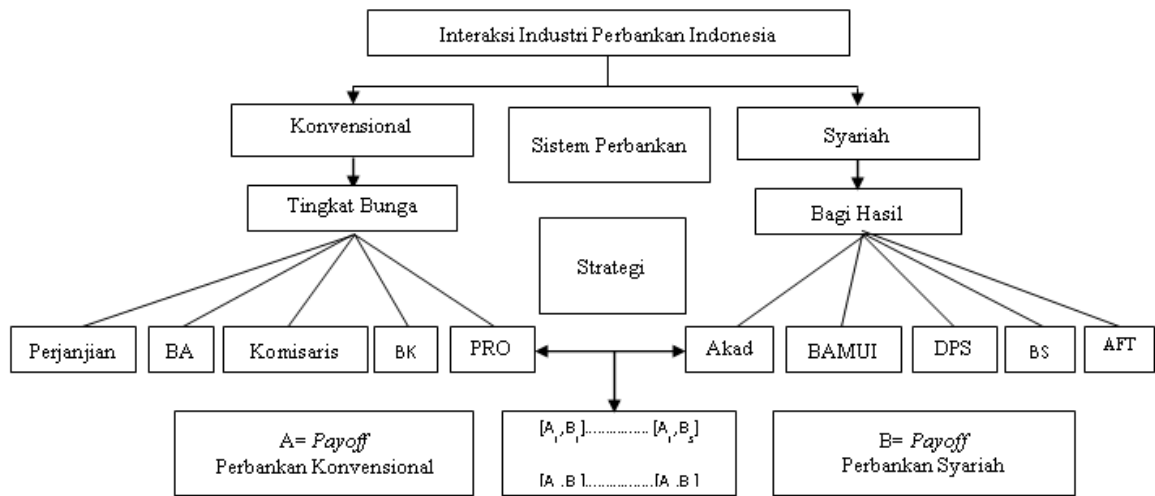 Interaksi Industri Perbankan Indonesia
Konvensional
Sistem Perbankan
Syariah
Tingkat Bunga
Bagi Hasil
Strategi
Perjanjian
BA
Komisaris
BK
PRO
Akad
BAMUI
DPS
BS
AFT
A= Payoff
Perbankan Konvensional
[A₁,B₁]............... [A₁,B₅]
[A .B ]...............[A .B ]
B= Payoff
Perbankan Syariah